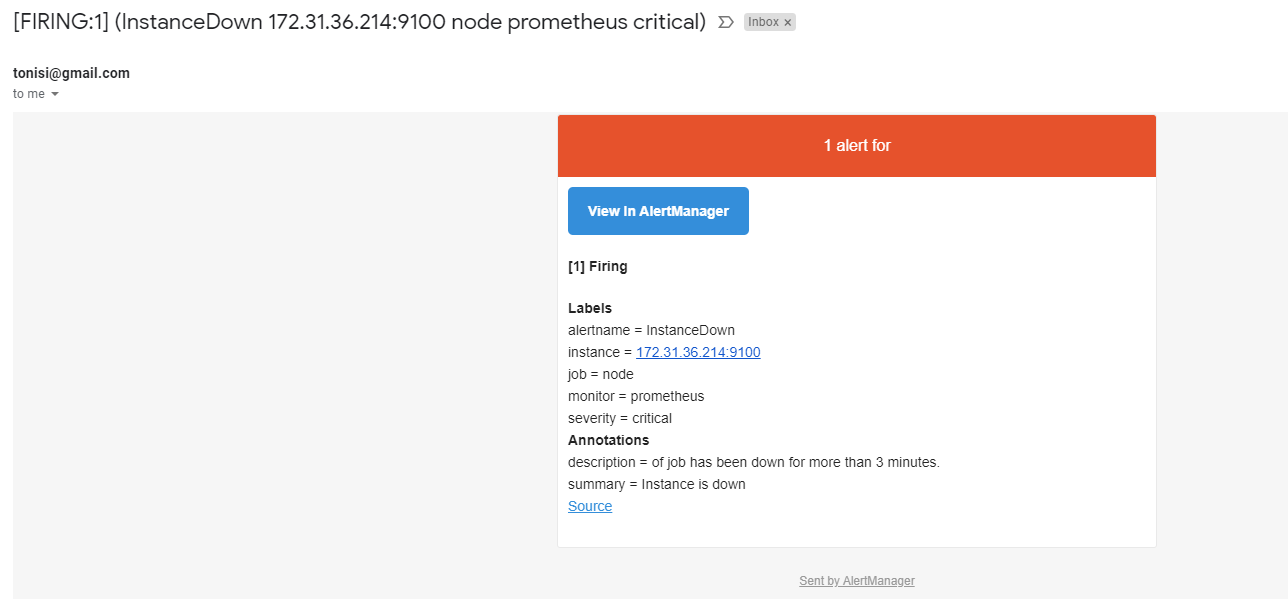 [FIRING:1] (InstanceDown 172.31.36.214:9100 node prometheus critical) Inbox x
tonisi@gmail.com
to me
1 alert for
View In AlertManager
[1] Firing
Labels
alertname = InstanceDown
instance = 172.31.36.214:9100
job = node
monitor = prometheus
severity = critical
Annotations
description = of job has been down for more than 3 minutes.
summary = Instance is down
Source
Sent by AlertManager